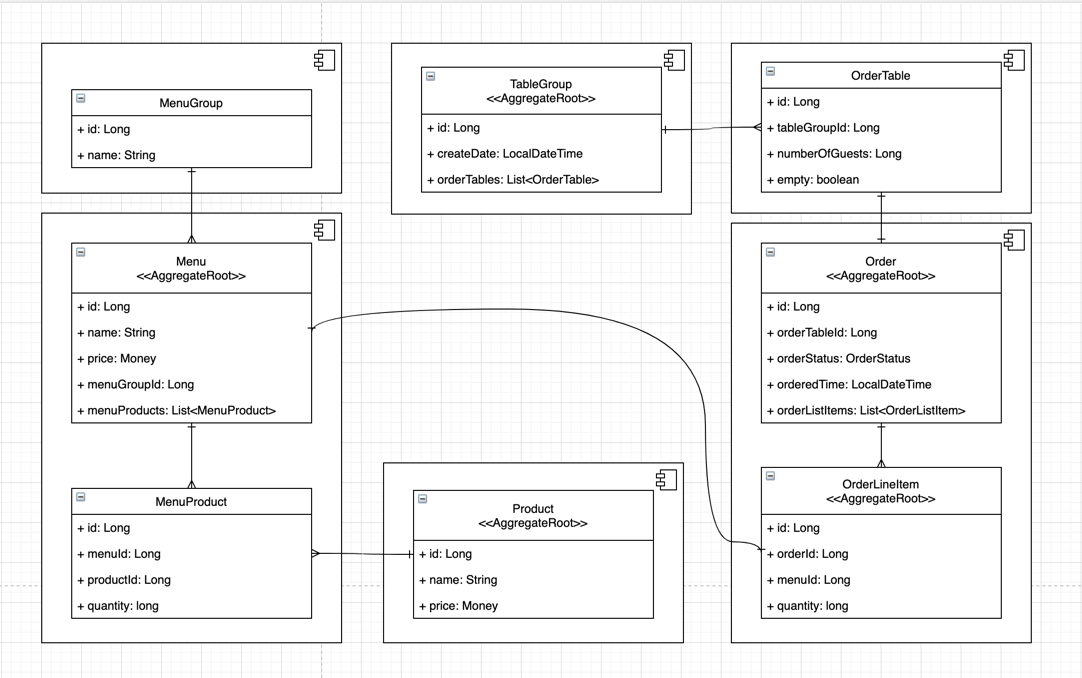 MenuGroup
+ id: Long
+ name: String
TableGroup
<<AggregateRoot>>
+ id: Long
+ createDate: LocalDateTime
+ orderTables: List<OrderTable>
OrderTable
+ id: Long
+ tableGroupId: Long
+ numberOfGuests: Long
+ empty: boolean
Menu
<<AggregateRoot>>
+ id: Long
+ name: String
+ price: Money
+ menuGroupId: Long
+ menuProducts: List<MenuProduct>
Order
<<AggregateRoot>>
+ id: Long
+ orderTableId: Long
+ orderStatus: OrderStatus
+ orderedTime: LocalDateTime
+ orderListItems: List<OrderListItem>
MenuProduct
+ id: Long
+ menuId: Long
+ productId: Long
+ quantity: long
Product
<<AggregateRoot>>
+ id: Long
+ name: String
+ price: Money
OrderLineItem
<<AggregateRoot>>
+ id: Long
+ orderId: Long
+ menuId: Long
+ quantity: long